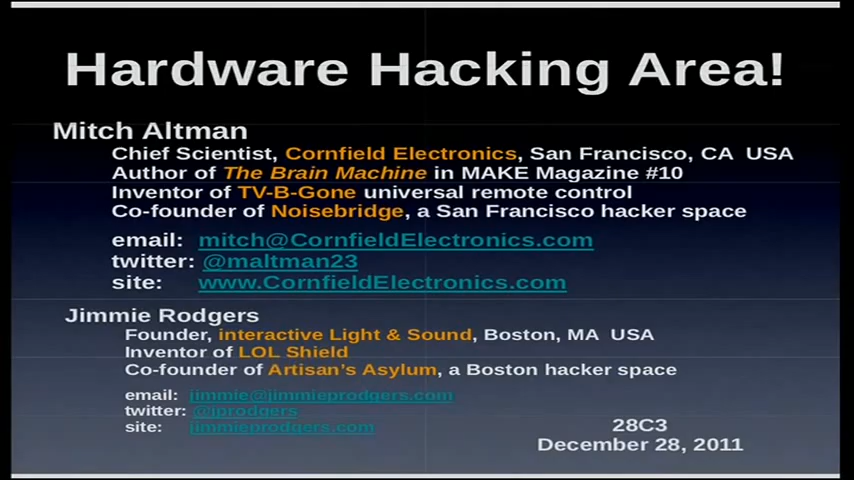 Hardware Hacking Area!
Mitch Altman
Chief Scientist, Cornfield Electronics, San Francisco, CA USA
Author of The Brain Machine in MAKE Magazine #10
Inventor of TV-B-Gone universal remote control
Co-founder of Noisebridge, a San Francisco hacker space
email: mitch@CornfieldElectronics.com
twitter: @maltman23
site: www.CornfieldElectronics.com
Jimmie Rodgers
Founder, interactive Light & Sound, Boston, MA USA
Inventor of LOL Shield
Co-founder of Artisan's Asylum, a Boston hacker space
email: jimmie@jimmieprodgers.com
twitter: @jprodgers
site: jimmieprodgers.com
28C3
December 28, 2011